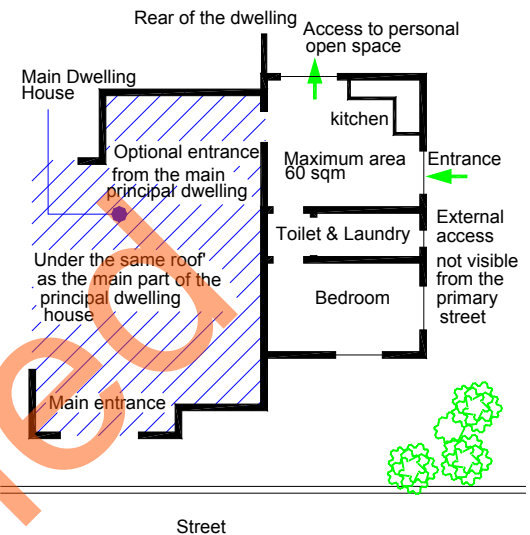 Rear of the dwelling
Access to personal
open space
Main Dwelling
House
kitchen
Optional entrance
from the main
principal dwelling
Maximum area
60 sqm
Entrance
Toilet & Laundry
External
access
not visible
from the
primary
street
Under the same roof'
as the main part of the
principal dwelling
house
Bedroom
Main entrance
Street